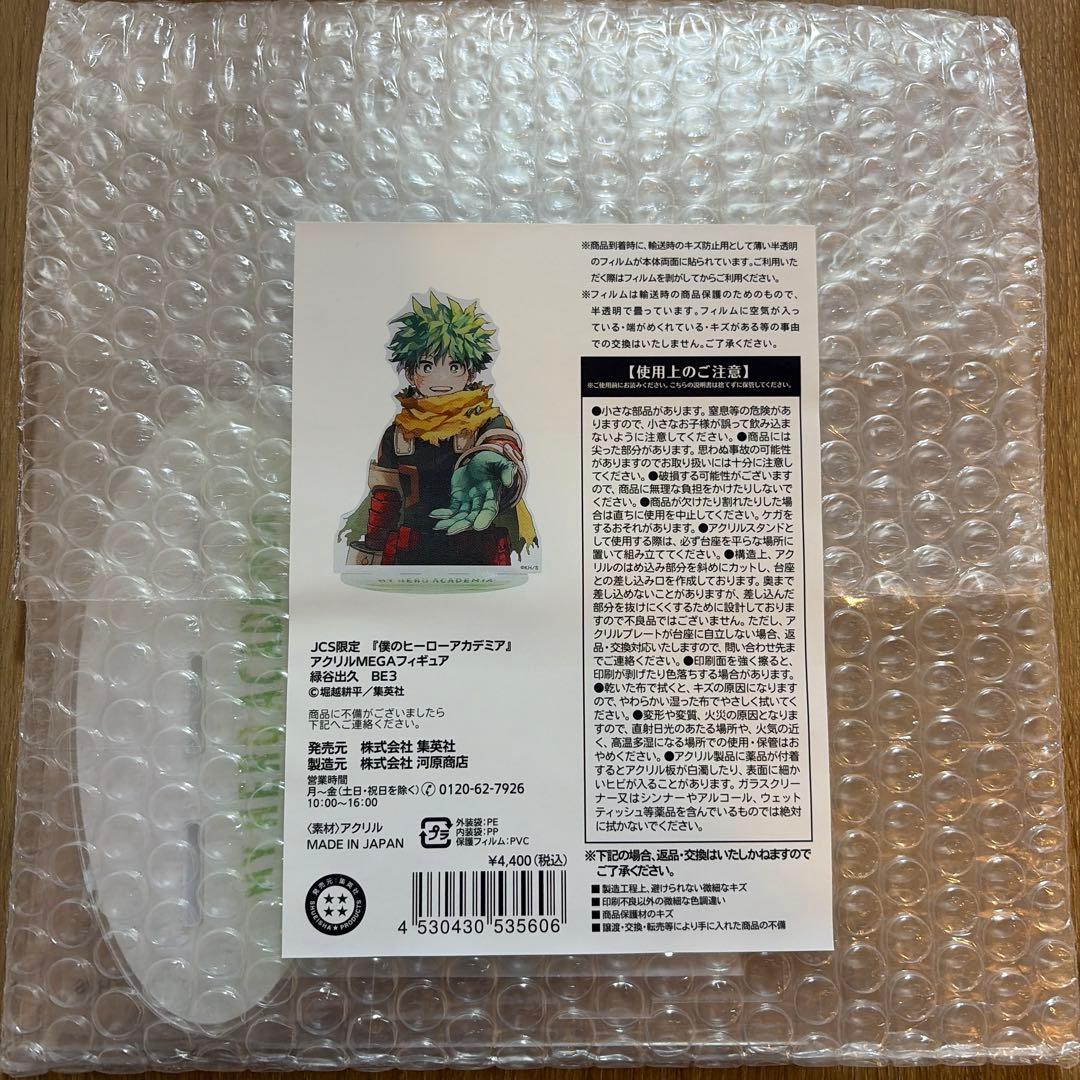 ※商品到着時に、輸送時のキズ防止用として薄い半透明
のフィルムが本体両面に貼られています。ご利用いた
だく際はフィルムを剥がしてからご利用ください。
※フィルムは輸送時の商品保護のためのもので、
半透明で曇っています。フィルムに空気が入っ
ている・端がめくれている・キズがある等の事由
での交換はいたしません。ご了承ください。
【使用上のご注意】
※ご使用前にお読みください。こちらの説明書は捨てずに保管してください。
●小さな部品があります。窒息等の危険があ
りますので、小さなお子様が誤って飲み込ま
ないように注意してください。●商品には
尖った部分があります。思わぬ事故の可能性
がありますのでお取り扱いには十分に注意し
てください。●破損する可能性がございます
ので、商品に無理な負担をかけたりしないで
ください。●商品が欠けたり割れたりした場
合は直ちに使用を中止してください。ケガを
するおそれがあります。●アクリルスタンドと
して使用する際は、必ず台座を平らな場所に
置いて組み立ててください。●構造上、アク
リルのはめ込み部分を斜めにカットし、台座
との差し込み口を作成しております。奥まで
差し込めないことがありますが、差し込んだ
部分を抜けにくくするために設計しておりま
すので不良品ではございません。ただし、ア
クリルプレートが台座に自立しない場合、返
品・交換対応いたしますので、問い合わせ先ま
でご連絡ください。●印刷面を強く擦ると、
印刷が剥げたり色落ちする場合があります。
●乾いた布で拭くと、キズの原因になります
ので、やわらかい湿った布でやさしく拭いてく
ださい。●変形や変質、火災の原因となりま
すので、直射日光のあたる場所や、火気の近
く、高温多湿になる場所での使用・保管はお
やめください。●アクリル製品に薬品が付着
するとアクリル板が白濁したり、表面に細か
いヒビが入ることがあります。ガラスクリ
ーナー又はシンナーやアルコール、ウェット
ティッシュ等薬品を含んでいるものでは絶対
に拭かないでください。
※下記の場合、返品・交換はいたしかねますので
ご了承ください。
■製造工程上、避けられない微細なキズ
■印刷不良以外の微細な色調違い
■商品保護材のキズ
■譲渡・交換・転売等により手に入れた商品の不備
©KH/S
MY HERO ACADEMIA
JCS限定 『僕のヒーローアカデミア』
アクリルMEGAフィギュア
緑谷出久 BE3
©堀越耕平/集英社
商品に不備がございましたら
下記へご連絡ください。
発売元 株式会社 集英社
製造元 株式会社 河原商店
営業時間
月～金(土日・祝日を除く) 0120-62-7926
10:00～16:00
〈素材〉アクリル
MADE IN JAPAN
プラ
外装袋:PE
内装袋:PP
保護フィルム:PVC
¥4,400(税込)
4 530430 535606
発売元:集英社
SHUEISHA★PRODUCTS
MY HERO ACADEMIA